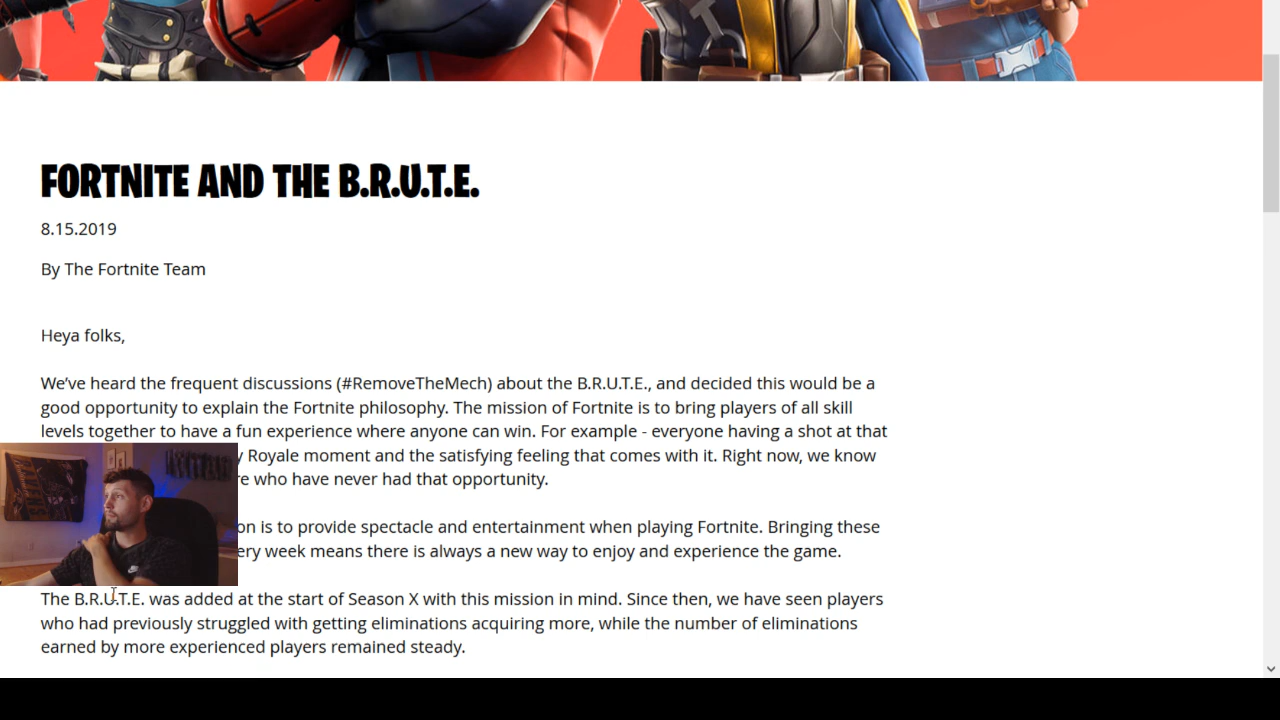 FORTNITE AND THE B.R.U.T.E.
8.15.2019
By The Fortnite Team
Heya folks,
We've heard the frequent discussions (#RemoveTheMech) about the B.R.U.T.E., and decided this would be a
good opportunity to explain the Fortnite philosophy. The mission of Fortnite is to bring players of all skill
levels together to have a fun experience where anyone can win. For example - everyone having a shot at that
Royale moment and the satisfying feeling that comes with it. Right now, we know
who have never had that opportunity.
is to provide spectacle and entertainment when playing Fortnite. Bringing these
week means there is always a new way to enjoy and experience the game.
The B.R.U.T.E. was added at the start of Season X with this mission in mind. Since then, we have seen players
who had previously struggled with getting eliminations acquiring more, while the number of eliminations
earned by more experienced players remained steady.